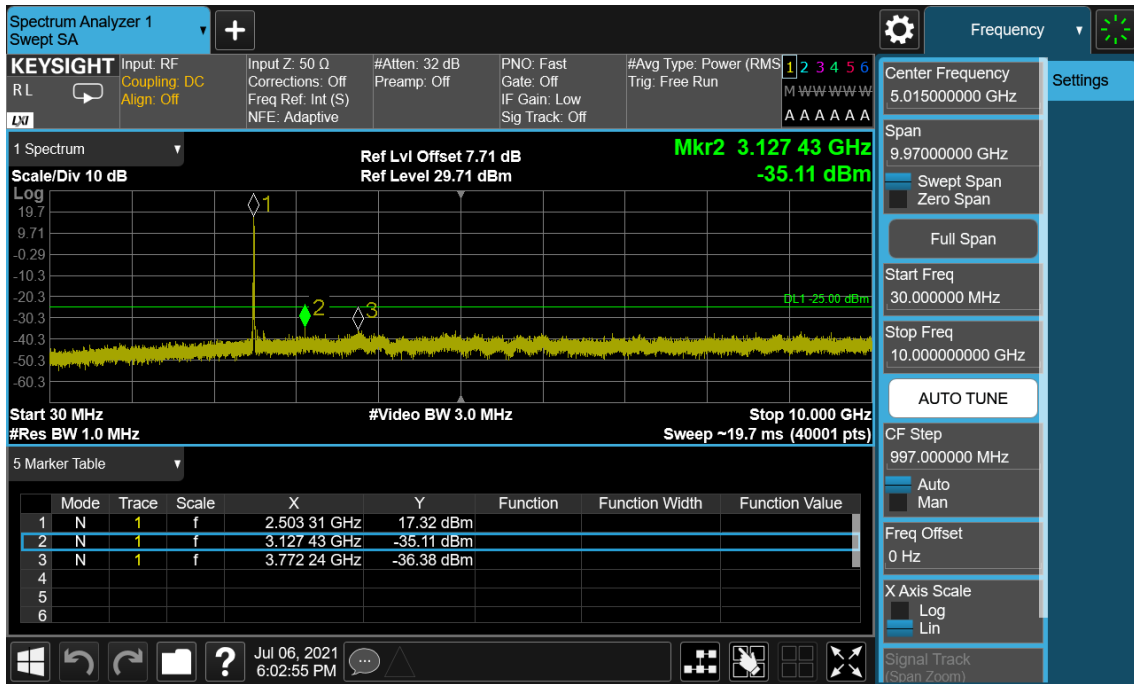 Spectrum Analyzer 1
Swept SA
Frequency
KEYSIGHT
RL
LXI
Input: RF
Coupling: DC
Align: Off
Input Z: 50 Ω
Corrections: Off
Freq Ref: Int (S)
NFE: Adaptive
#Atten: 32 dB
Preamp: Off
PNO: Fast
Gate: Off
IF Gain: Low
Sig Track: Off
#Avg Type: Power (RMS
Trig: Free Run
1 2 3 4 5 6
M W W W W W
A A A A A A
1 Spectrum
Scale/Div 10 dB
Ref Lvl Offset 7.71 dB
Ref Level 29.71 dBm
Mkr2 3.127 43 GHz
-35.11 dBm
Log
19.7
9.71
-0.29
-10.3
-20.3
-30.3
-40.3
-50.3
-60.3
1
2
3
DL1 -25.00 dBm
Start 30 MHz
#Video BW 3.0 MHz
Stop 10.000 GHz
#Res BW 1.0 MHz
Sweep ~19.7 ms (40001 pts)
5 Marker Table
Mode Trace Scale X Y Function Function Width Function Value
1 N 1 f 2.503 31 GHz 17.32 dBm
2 N 1 f 3.127 43 GHz -35.11 dBm
3 N 1 f 3.772 24 GHz -36.38 dBm
4
5
6
Jul 06, 2021
6:02:55 PM
Center Frequency
5.015000000 GHz
Span
9.97000000 GHz
Swept Span
Zero Span
Full Span
Start Freq
30.000000 MHz
Stop Freq
10.000000000 GHz
AUTO TUNE
CF Step
997.000000 MHz
Auto
Man
Freq Offset
0 Hz
X Axis Scale
Log
Lin
Signal Track
(Span Zoom)
Settings